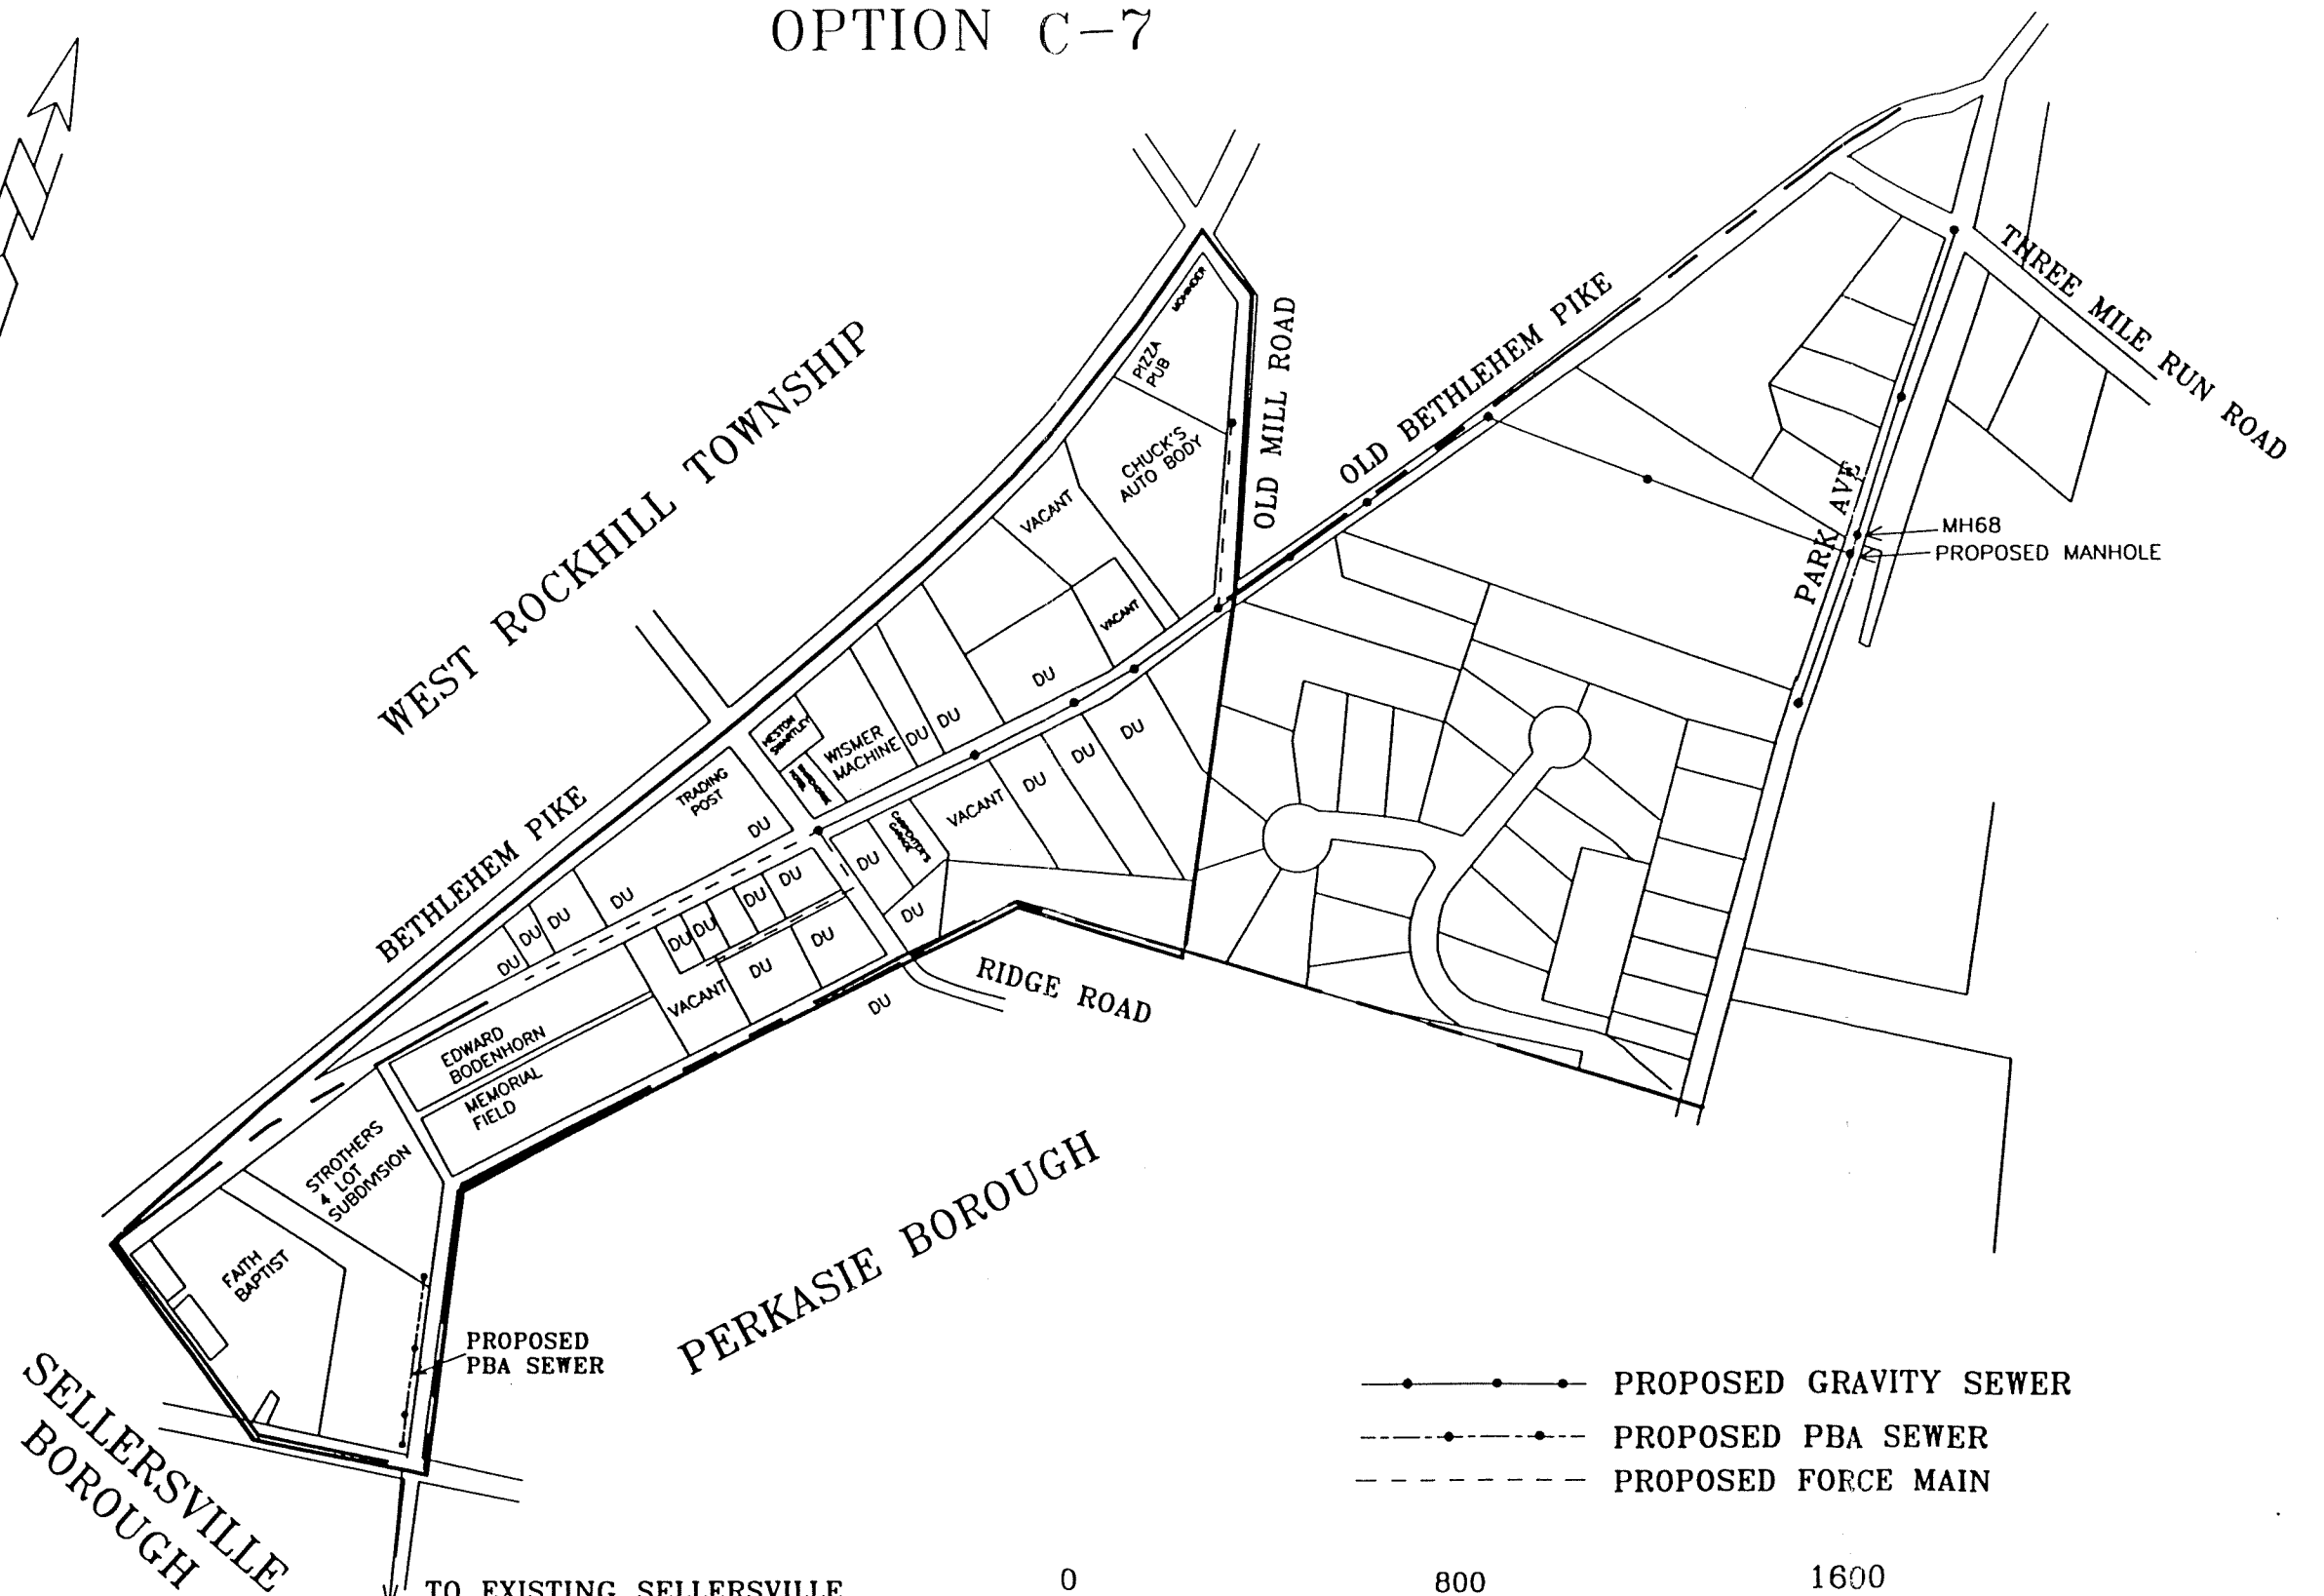 OPTION C-7
WEST ROCKHILL TOWNSHIP
PIZZA
PUB
CHUCK'S
AUTO BODY
OLD MILL ROAD
OLD BETHLEHEM PIKE
THREE MILE RUN ROAD
PARK AVE
MH68
PROPOSED MANHOLE
VACANT
VACANT
DU
DU
DU
WISMER
MACHINE
HESTON
SWARTLEY
TRADING
POST
DU
BETHLEHEM PIKE
DU
DU
DU
DU
VACANT
DU
DU
DU
DU
DU
DU
DU
DU
DU
DU
DU
VACANT
DU
RIDGE ROAD
EDWARD
BODENHORN
MEMORIAL
FIELD
STROTHERS
4 LOT
SUBDIVISION
FAITH
BAPTIST
PERKASIE BOROUGH
PROPOSED
PBA SEWER
SELLERSVILLE
BOROUGH
PROPOSED GRAVITY SEWER
PROPOSED PBA SEWER
PROPOSED FORCE MAIN
TO EXISTING SELLERSVILLE
0 800 1600